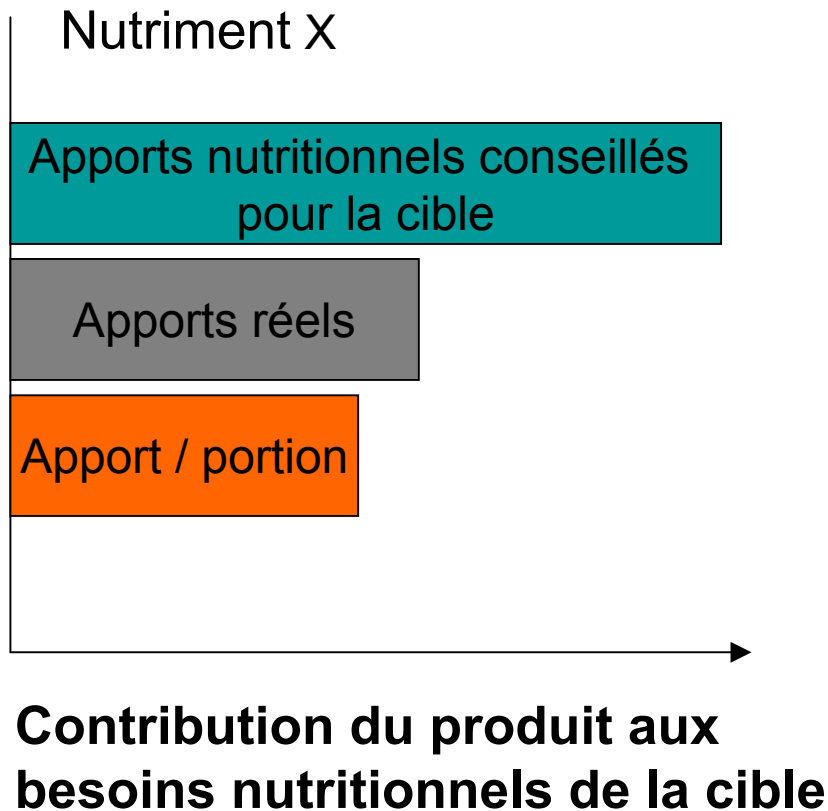 Nutriment X
Apports nutritionnels conseillés
pour la cible
Apports réels
Apport / portion
Contribution du produit aux
besoins nutritionnels de la cible